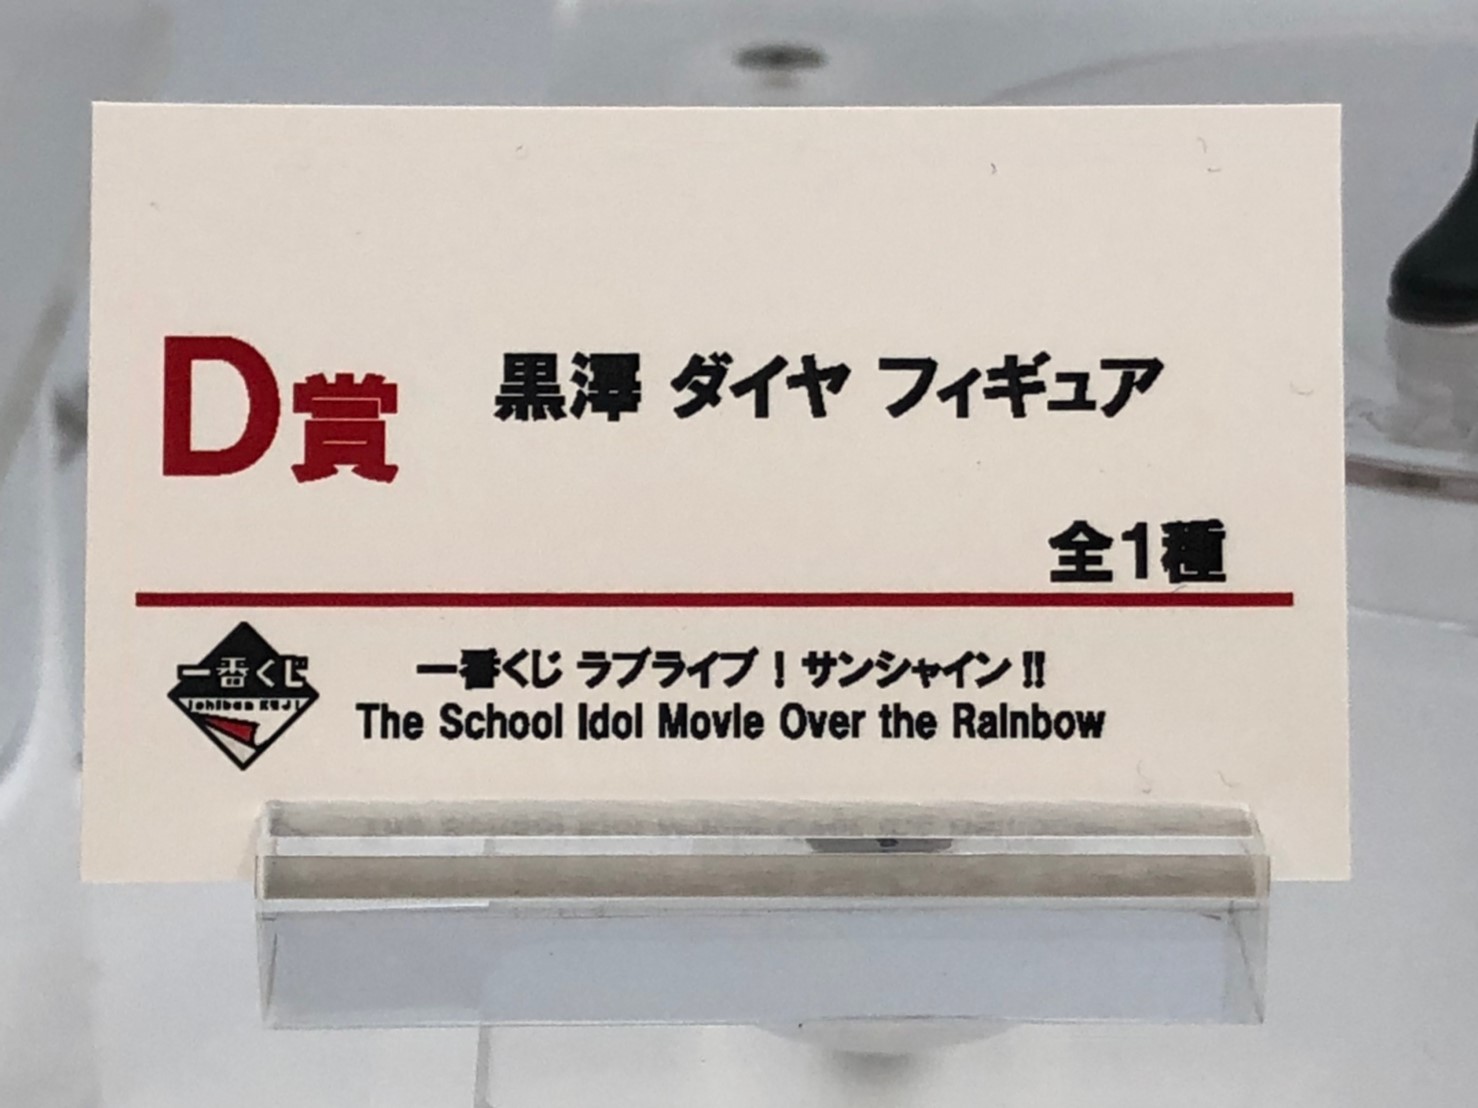 D賞 黒澤 ダイヤ フィギュア
全1種
一番くじ
Ichiban KUJI
一番くじ ラブライブ！サンシャイン!!
The School Idol Movie Over the Rainbow